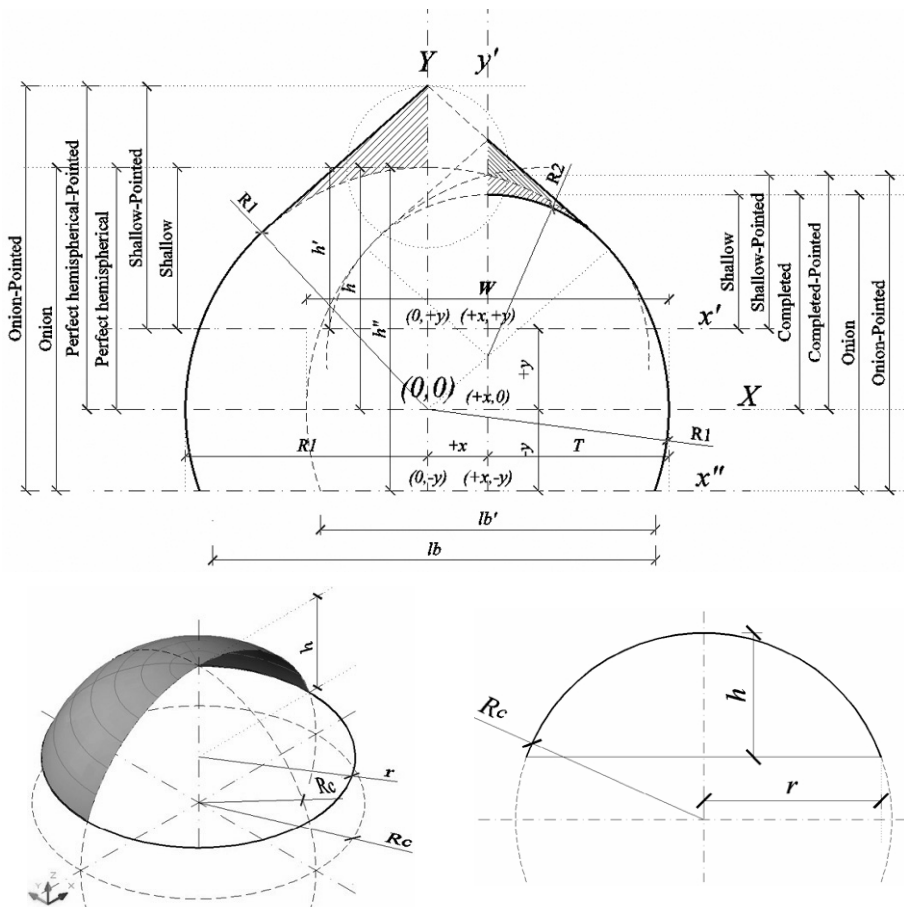 Y
y'
Onion-Pointed
Onion
Perfect hemispherical-Pointed
Perfect hemispherical
Shallow-Pointed
Shallow
R1
h'
h
h"
R2
W
(0,+y) (+x,+y)
x'
+y
(0,0) (+x,0)
X
R1
R1
+x
-y
T
(0,-y) (+x,-y)
x"
lb'
lb
Shallow
Shallow-Pointed
Completed
Completed-Pointed
Onion
Onion-Pointed
h
r
Rc
Rc
Z
Y
X
Rc
h
r